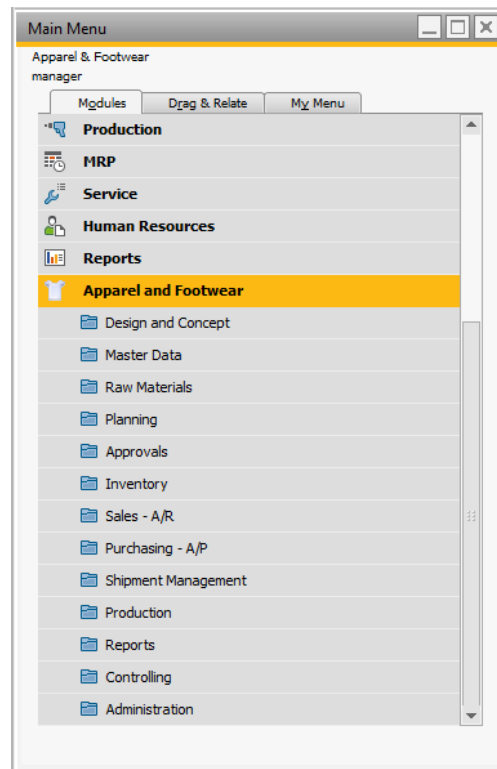 Main Menu
Apparel & Footwear
manager
Modules Drag & Relate My Menu
Production
MRP
Service
Human Resources
Reports
Apparel and Footwear
Design and Concept
Master Data
Raw Materials
Planning
Approvals
Inventory
Sales - A/R
Purchasing - A/P
Shipment Management
Production
Reports
Controlling
Administration